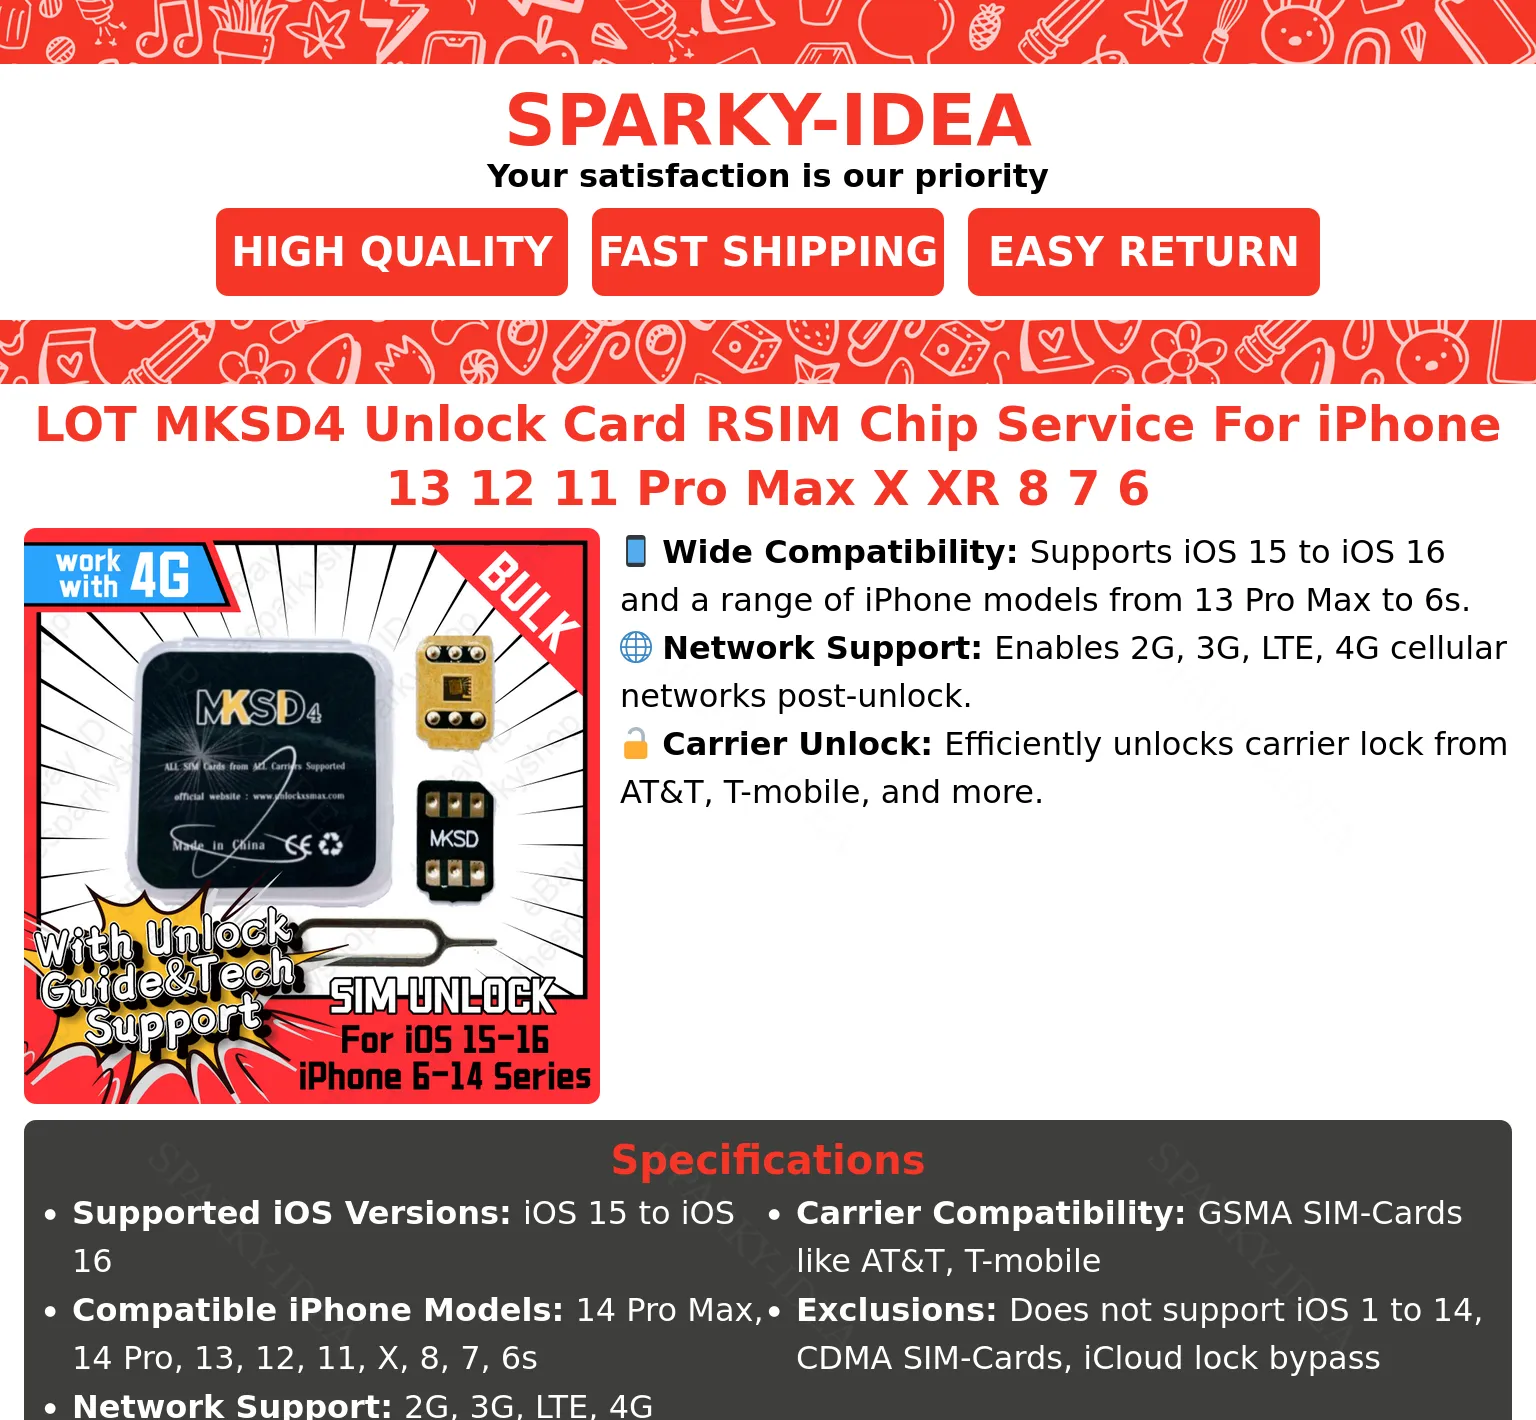 SPARKY-IDEA
Your satisfaction is our priority
HIGH QUALITY
FAST SHIPPING
EASY RETURN
LOT MKSD4 Unlock Card RSIM Chip Service For iPhone
13 12 11 Pro Max X XR 8 7 6
work
with 4G
BULK
MKSD4
ALL SIM Cards from ALL Carriers Supported
official website : www.unlockxsmax.com
Made in China
CE
MKSD
With Unlock
Guide&Tech
Support
SIM UNLOCK
For iOS 15-16
iPhone 6-14 Series
Wide Compatibility: Supports iOS 15 to iOS 16
and a range of iPhone models from 13 Pro Max to 6s.
Network Support: Enables 2G, 3G, LTE, 4G cellular
networks post-unlock.
Carrier Unlock: Efficiently unlocks carrier lock from
AT&T, T-mobile, and more.
Specifications
• Supported iOS Versions: iOS 15 to iOS
16
• Compatible iPhone Models: 14 Pro Max,
14 Pro, 13, 12, 11, X, 8, 7, 6s
• Network Support: 2G, 3G, LTE, 4G
• Carrier Compatibility: GSMA SIM-Cards
like AT&T, T-mobile
• Exclusions: Does not support iOS 1 to 14,
CDMA SIM-Cards, iCloud lock bypass
SPARKY-IDEA
SPARKY-IDEA
SPARKY-IDEA